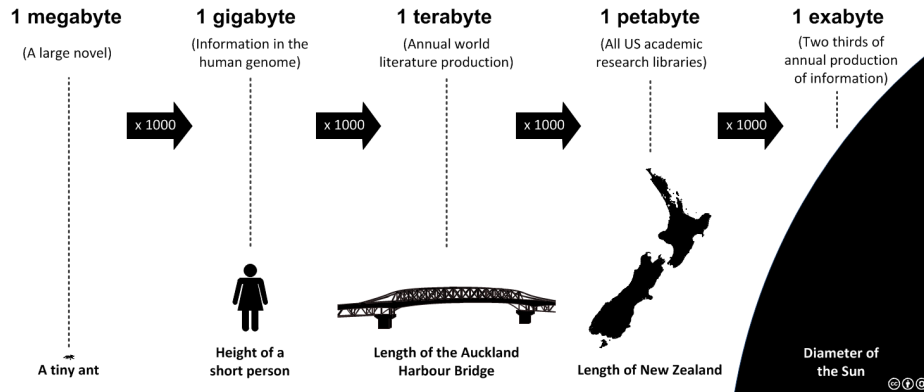 1 megabyte
(A large novel)
A tiny ant
x 1000
1 gigabyte
(Information in the
human genome)
Height of a
short person
x 1000
1 terabyte
(Annual world
literature production)
Length of the Auckland
Harbour Bridge
x 1000
1 petabyte
(All US academic
research libraries)
Length of New Zealand
x 1000
1 exabyte
(Two thirds of
annual production
of information)
Diameter of
the Sun